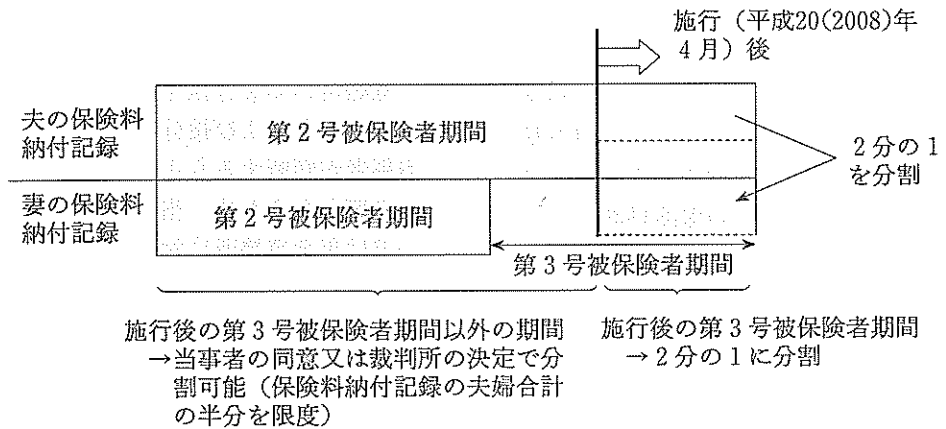 施行（平成20(2008)年
4月）後
夫の保険料
納付記録
第2号被保険者期間
2分の1
を分割
妻の保険料
納付記録
第2号被保険者期間
第3号被保険者期間
施行後の第3号被保険者期間以外の期間
→当事者の同意又は裁判所の決定で分
割可能（保険料納付記録の夫婦合計
の半分を限度）
施行後の第3号被保険者期間
→2分の1に分割